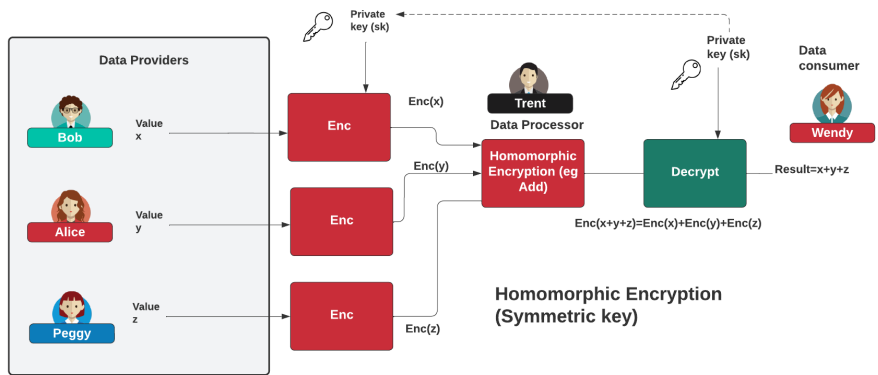 Private
key (sk)
Private
key (sk)
Data
consumer
Data Providers
Bob
Value
x
Enc
Enc(x)
Trent
Data Processor
Wendy
Enc(y)
Homomorphic
Encryption (eg
Add)
Decrypt
Result=x+y+z
Alice
Value
y
Enc
Enc(x+y+z)=Enc(x)+Enc(y)+Enc(z)
Peggy
Value
z
Enc
Enc(z)
Homomorphic Encryption
(Symmetric key)